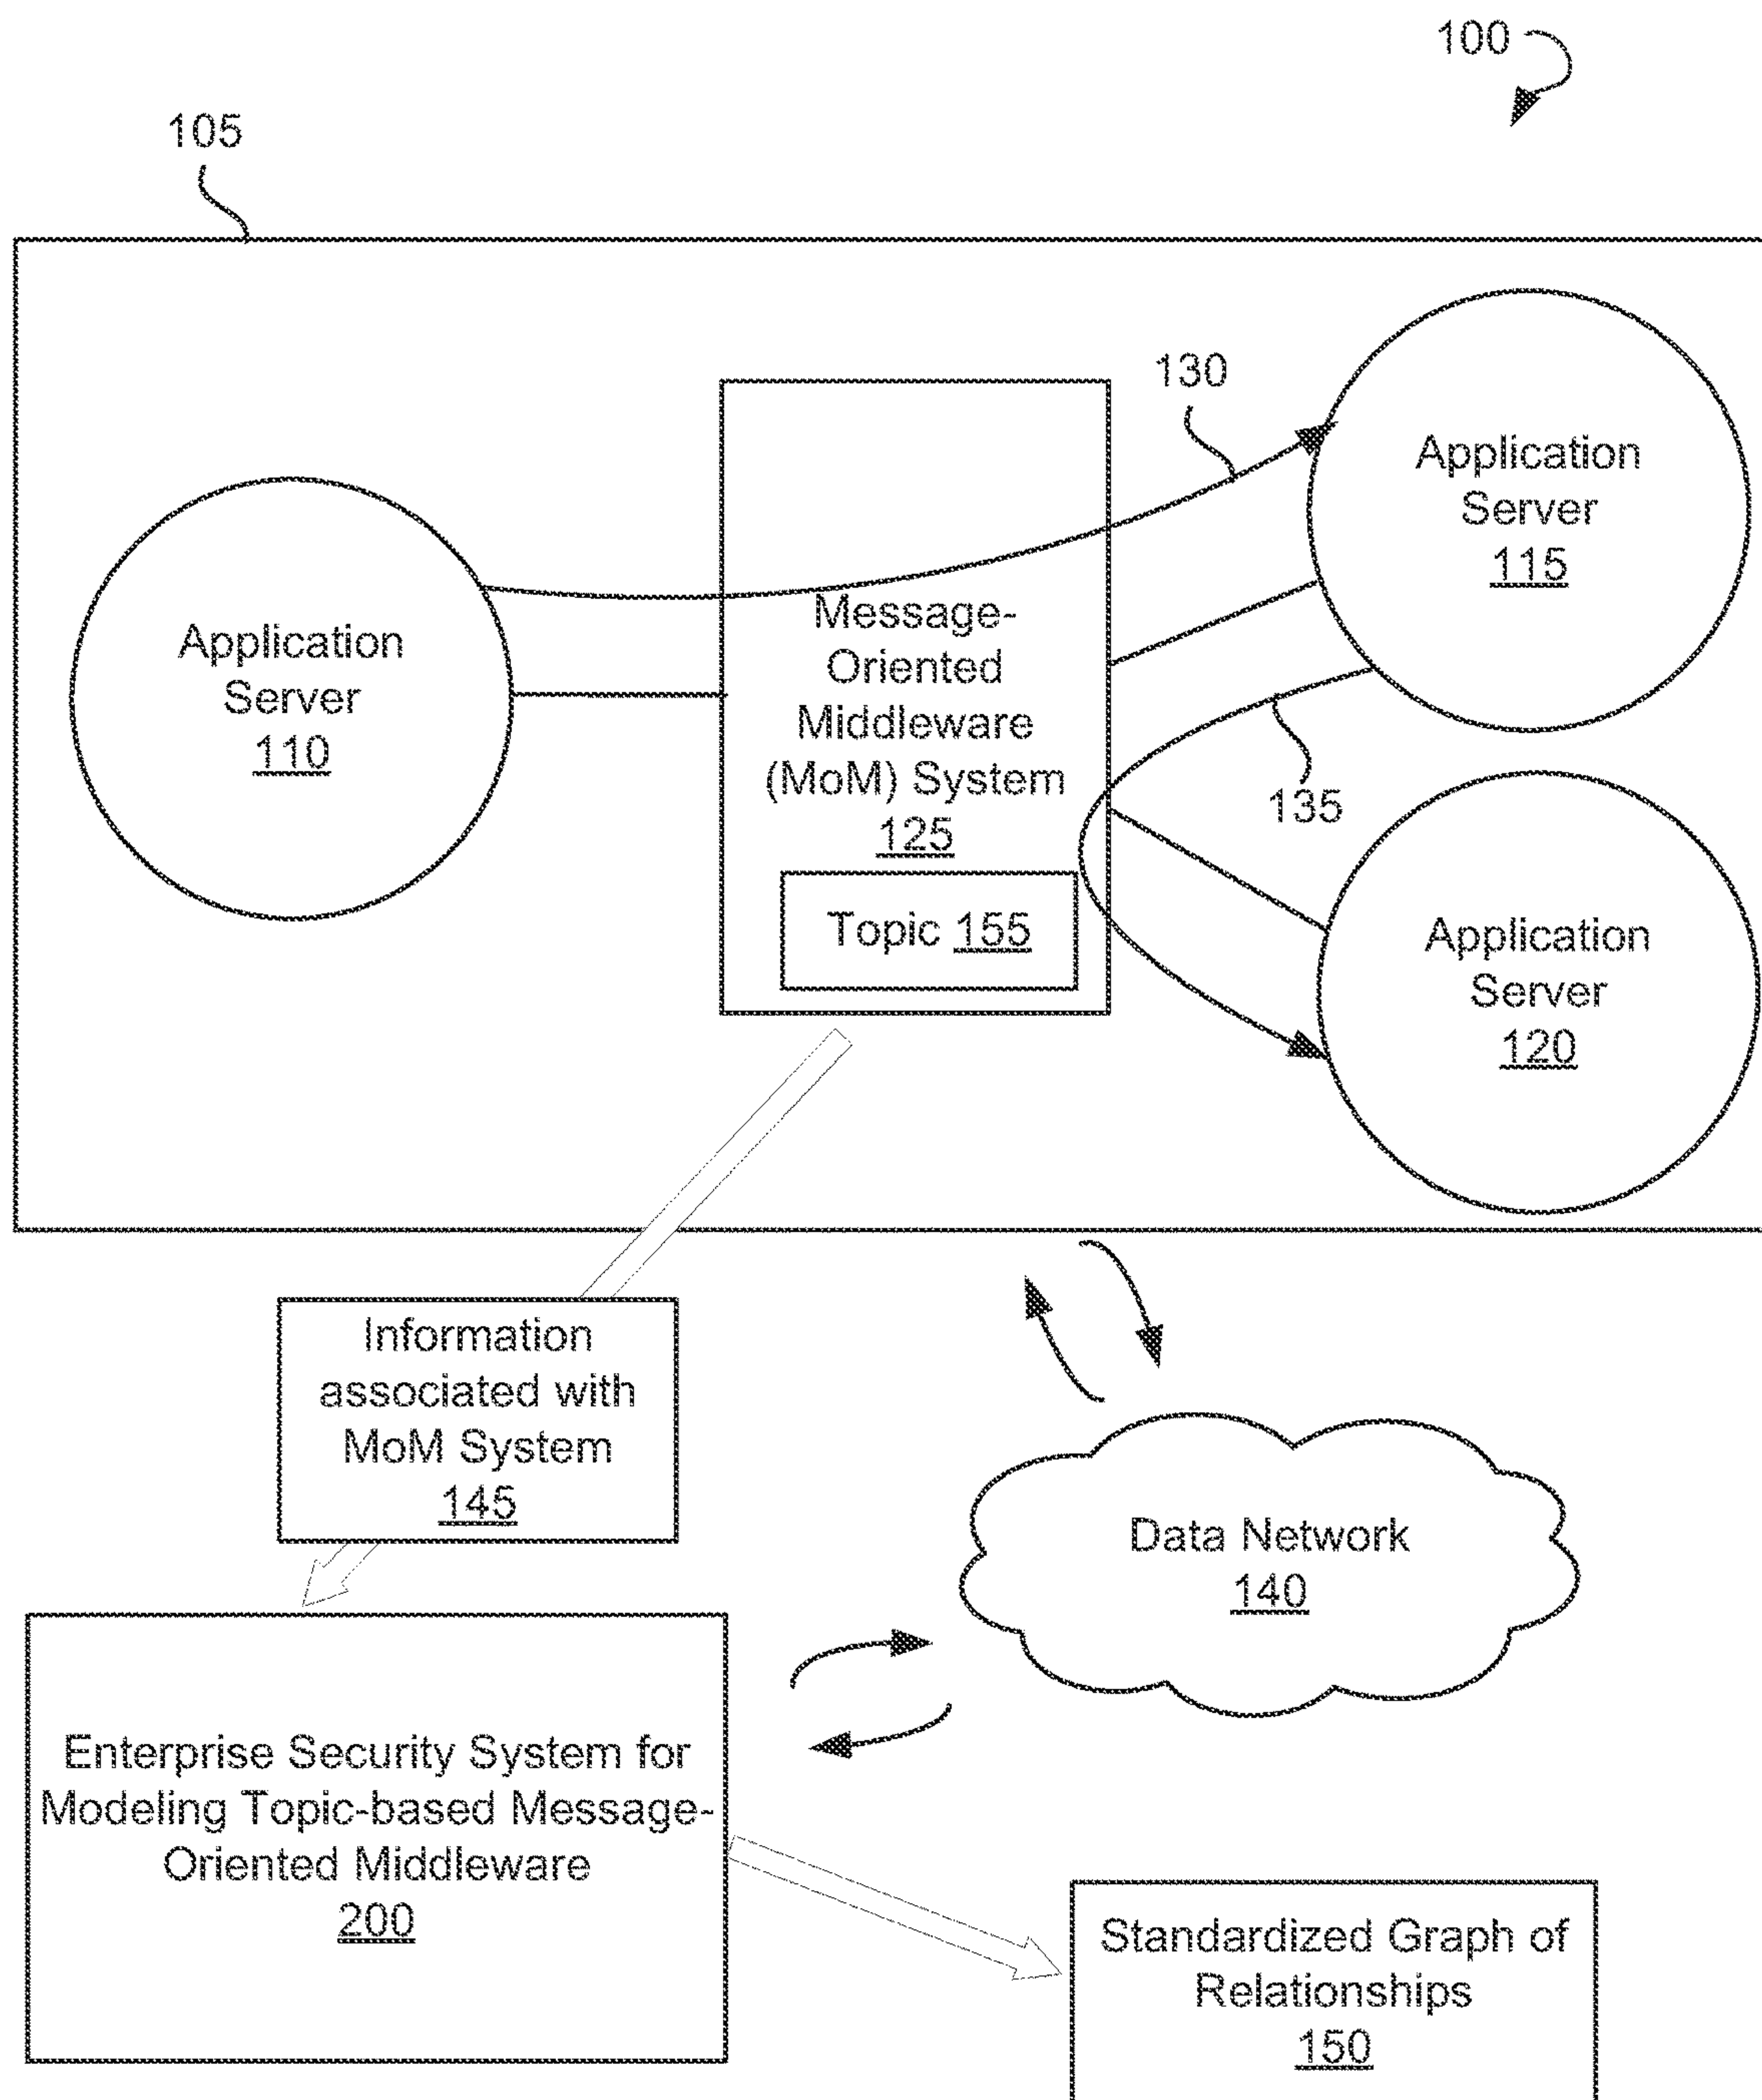 100
105
130
Application
Server
115
Message-
Oriented
Middleware
(MoM) System
125
Application
Server
110
135
Topic 155
Application
Server
120
Information
associated with
MoM System
145
Data Network
140
Enterprise Security System for
Modeling Topic-based Message-
Oriented Middleware
200
Standardized Graph of
Relationships
150